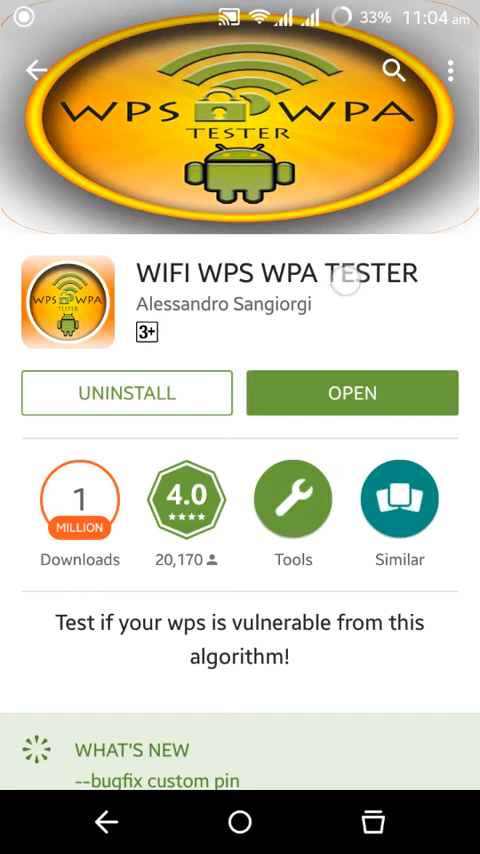 33% 11:04 am
WPS WPA
TESTER
WIFI WPS WPA TESTER
WPS WPA
TESTER
Alessandro Sangiorgi
3+
UNINSTALL
OPEN
1
MILLION
4.0
Downloads
20,170
Tools
Similar
Test if your wps is vulnerable from this
algorithm!
WHAT'S NEW
--bugfix custom pin